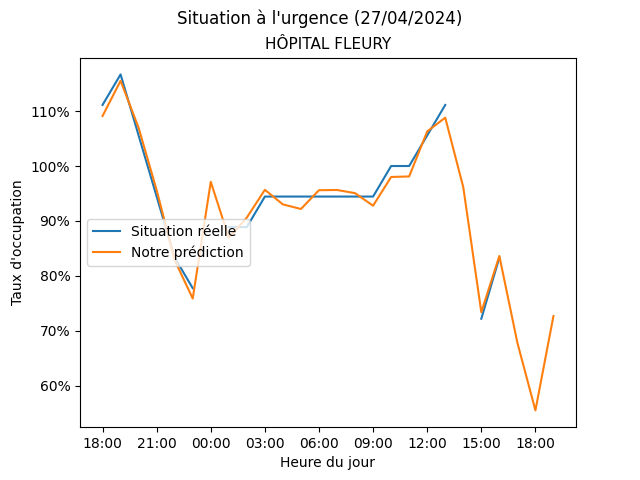 Situation à l'urgence (27/04/2024)
HÔPITAL FLEURY
Taux d'occupation
110%
100%
90%
80%
70%
60%
Situation réelle
Notre prédiction
18:00 21:00 00:00 03:00 06:00 09:00 12:00 15:00 18:00
Heure du jour